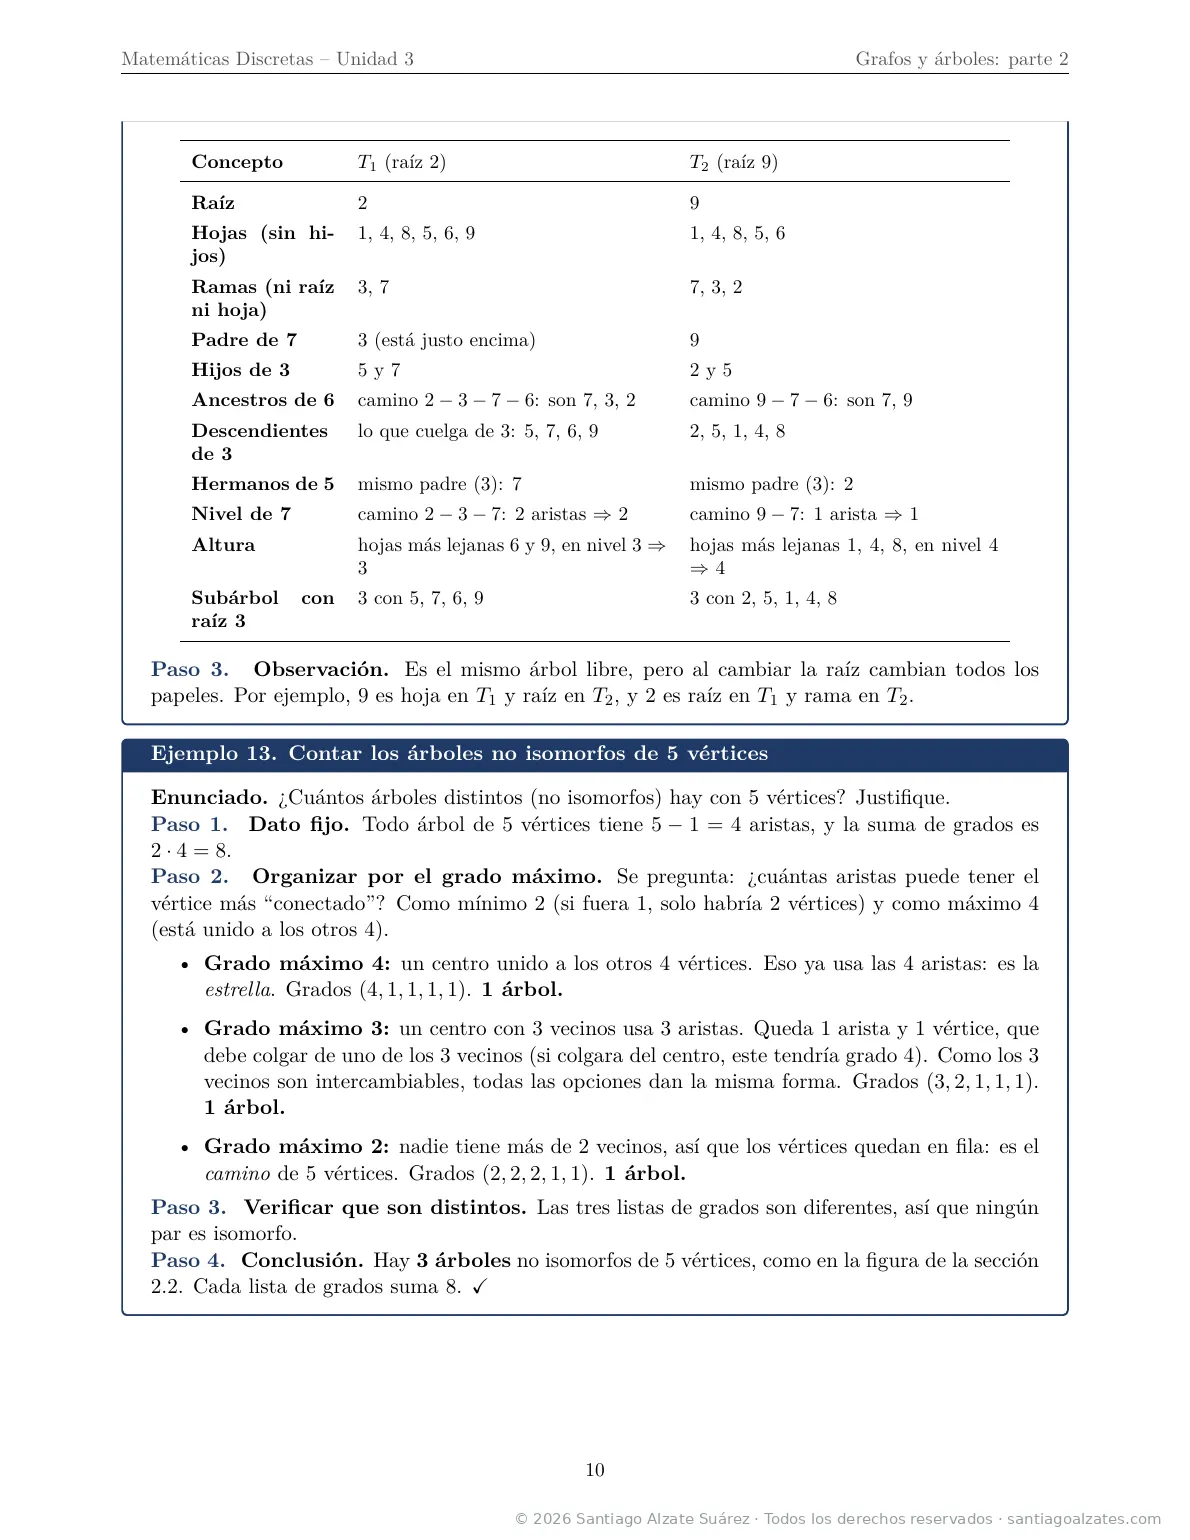 Matemáticas Discretas – Unidad 3 Grafos y árboles: parte 2
Concepto T₁ (raíz 2) T₂ (raíz 9)
Raíz 2 9
Hojas (sin hi- 1, 4, 8, 5, 6, 9 1, 4, 8, 5, 6
jos)
Ramas (ni raíz 3, 7 7, 3, 2
ni hoja)
Padre de 7 3 (está justo encima) 9
Hijos de 3 5 y 7 2 y 5
Ancestros de 6 camino 2 − 3 − 7 − 6: son 7, 3, 2 camino 9 − 7 − 6: son 7, 9
Descendientes lo que cuelga de 3: 5, 7, 6, 9 2, 5, 1, 4, 8
de 3
Hermanos de 5 mismo padre (3): 7 mismo padre (3): 2
Nivel de 7 camino 2 − 3 − 7: 2 aristas ⇒ 2 camino 9 − 7: 1 arista ⇒ 1
Altura hojas más lejanas 6 y 9, en nivel 3 ⇒ hojas más lejanas 1, 4, 8, en nivel 4
3 ⇒ 4
Subárbol con 3 con 5, 7, 6, 9 3 con 2, 5, 1, 4, 8
raíz 3
Paso 3. Observación. Es el mismo árbol libre, pero al cambiar la raíz cambian todos los
papeles. Por ejemplo, 9 es hoja en T₁ y raíz en T₂, y 2 es raíz en T₁ y rama en T₂.
Ejemplo 13. Contar los árboles no isomorfos de 5 vértices
Enunciado. ¿Cuántos árboles distintos (no isomorfos) hay con 5 vértices? Justifique.
Paso 1. Dato fijo. Todo árbol de 5 vértices tiene 5 − 1 = 4 aristas, y la suma de grados es
2 · 4 = 8.
Paso 2. Organizar por el grado máximo. Se pregunta: ¿cuántas aristas puede tener el
vértice más “conectado”? Como mínimo 2 (si fuera 1, solo habría 2 vértices) y como máximo 4
(está unido a los otros 4).
• Grado máximo 4: un centro unido a los otros 4 vértices. Eso ya usa las 4 aristas: es la
estrella. Grados (4, 1, 1, 1, 1). 1 árbol.
• Grado máximo 3: un centro con 3 vecinos usa 3 aristas. Queda 1 arista y 1 vértice, que
debe colgar de uno de los 3 vecinos (si colgara del centro, este tendría grado 4). Como los 3
vecinos son intercambiables, todas las opciones dan la misma forma. Grados (3, 2, 1, 1, 1).
1 árbol.
• Grado máximo 2: nadie tiene más de 2 vecinos, así que los vértices quedan en fila: es el
camino de 5 vértices. Grados (2, 2, 2, 1, 1). 1 árbol.
Paso 3. Verificar que son distintos. Las tres listas de grados son diferentes, así que ningún
par es isomorfo.
Paso 4. Conclusión. Hay 3 árboles no isomorfos de 5 vértices, como en la figura de la sección
2.2. Cada lista de grados suma 8. ✓
10
© 2026 Santiago Alzate Suárez · Todos los derechos reservados · santiagoalzates.com